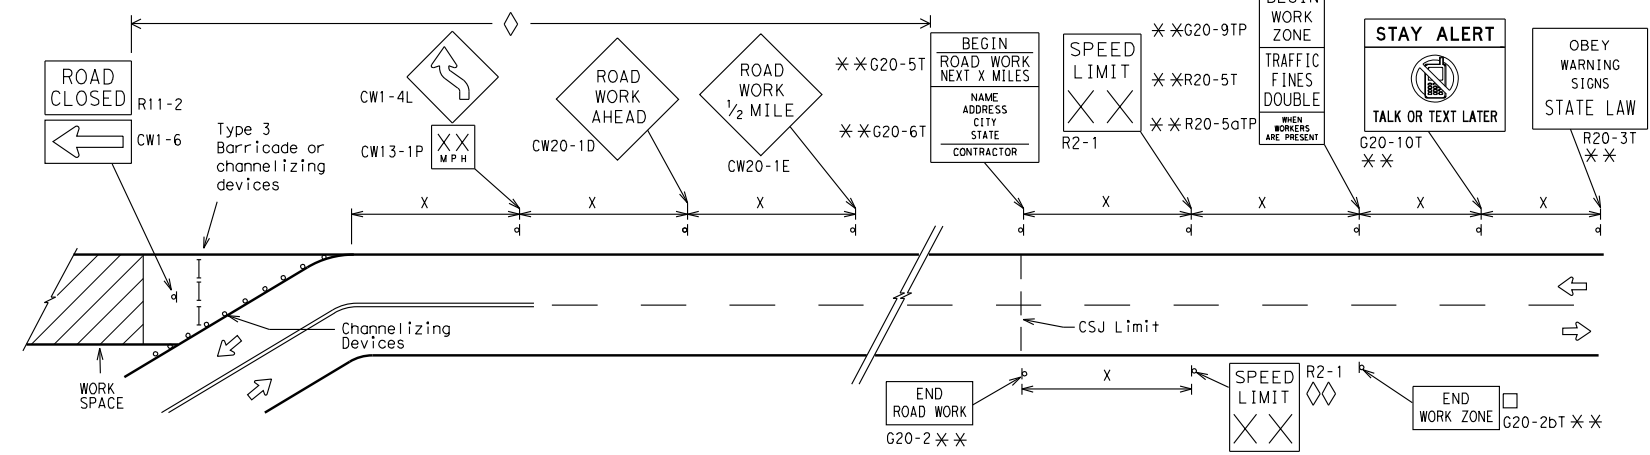 ROAD
CLOSED
R11-2
CW1-6
Type 3
Barricade or
channelizing
devices
CW1-4L
XX
MPH
CW13-1P
ROAD
WORK
AHEAD
CW20-1D
ROAD
WORK
1/2 MILE
CW20-1E
**G20-5T
BEGIN
ROAD WORK
NEXT X MILES
**G20-6T
NAME
ADDRESS
CITY
STATE
CONTRACTOR
SPEED
LIMIT
XX
R2-1
**G20-9TP
BEGIN
WORK
ZONE
**R20-5T
TRAFFIC
FINES
DOUBLE
**R20-5aTP
WHEN
WORKERS
ARE PRESENT
STAY ALERT
TALK OR TEXT LATER
G20-10T
**
OBEY
WARNING
SIGNS
STATE LAW
R20-3T
**
X
X
X
X
X
X
X
Channelizing
Devices
CSJ Limit
WORK
SPACE
END
ROAD WORK
G20-2**
X
SPEED
LIMIT
XX
R2-1
END
WORK ZONE
G20-2bT**